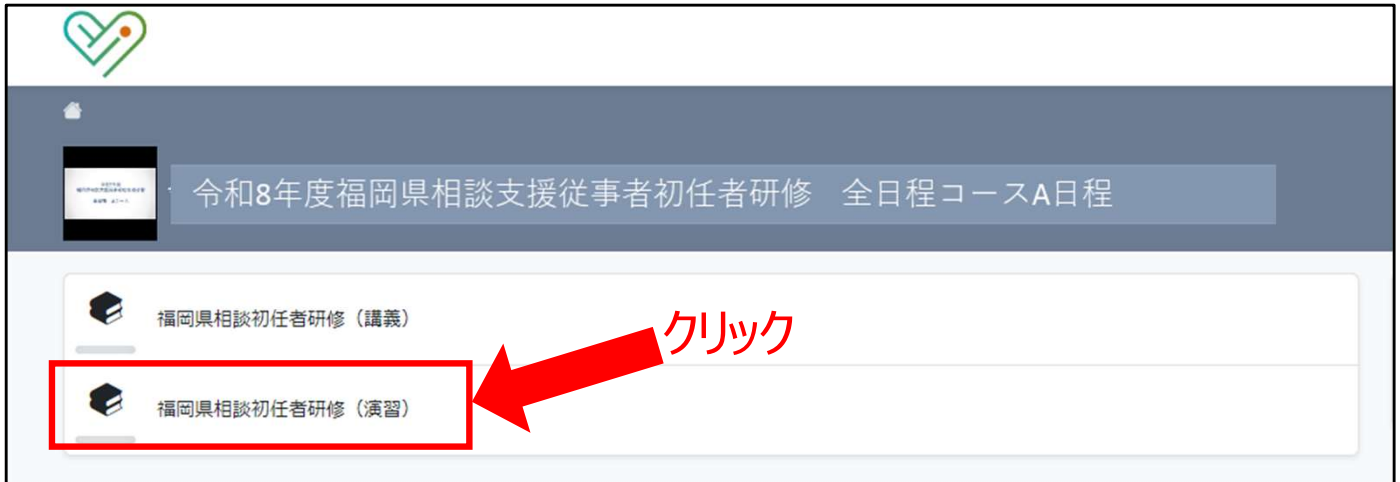 令和8年度福岡県相談支援従事者初任者研修　全日程コースA日程
福岡県相談初任者研修（講義）
クリック
福岡県相談初任者研修（演習）